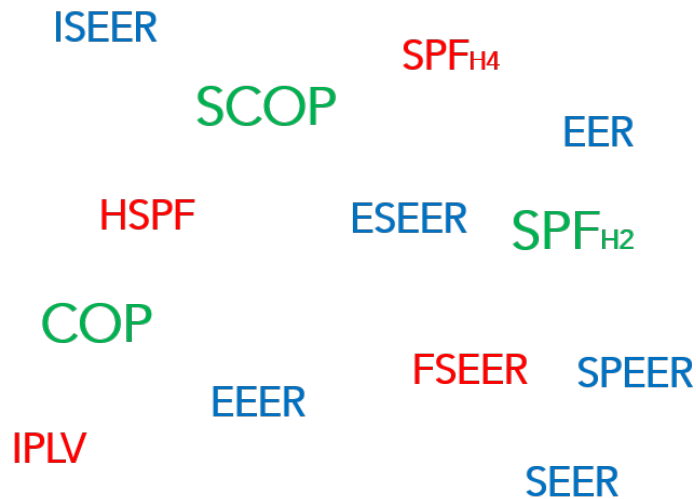 ISEER
SPFH4
SCOP
EER
HSPF
ESEER
SPFH2
COP
FSEER
SPEER
EEER
IPLV
SEER